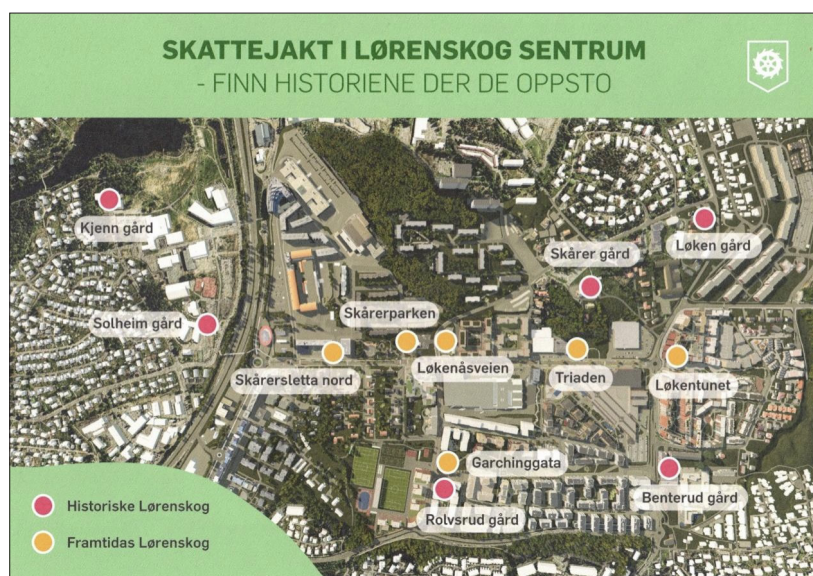 SKATTEJAKT I LØRENSKOG SENTRUM
- FINN HISTORIENE DER DE OPPSTO
Kjenn gård
Løken gård
Skårer gård
Solheim gård
Skårerparken
Løkenåsveien
Skårersletta nord
Triaden
Løkentunet
Garchinggata
Benterud gård
Rolvsrud gård
Historiske Lørenskog
Framtidas Lørenskog